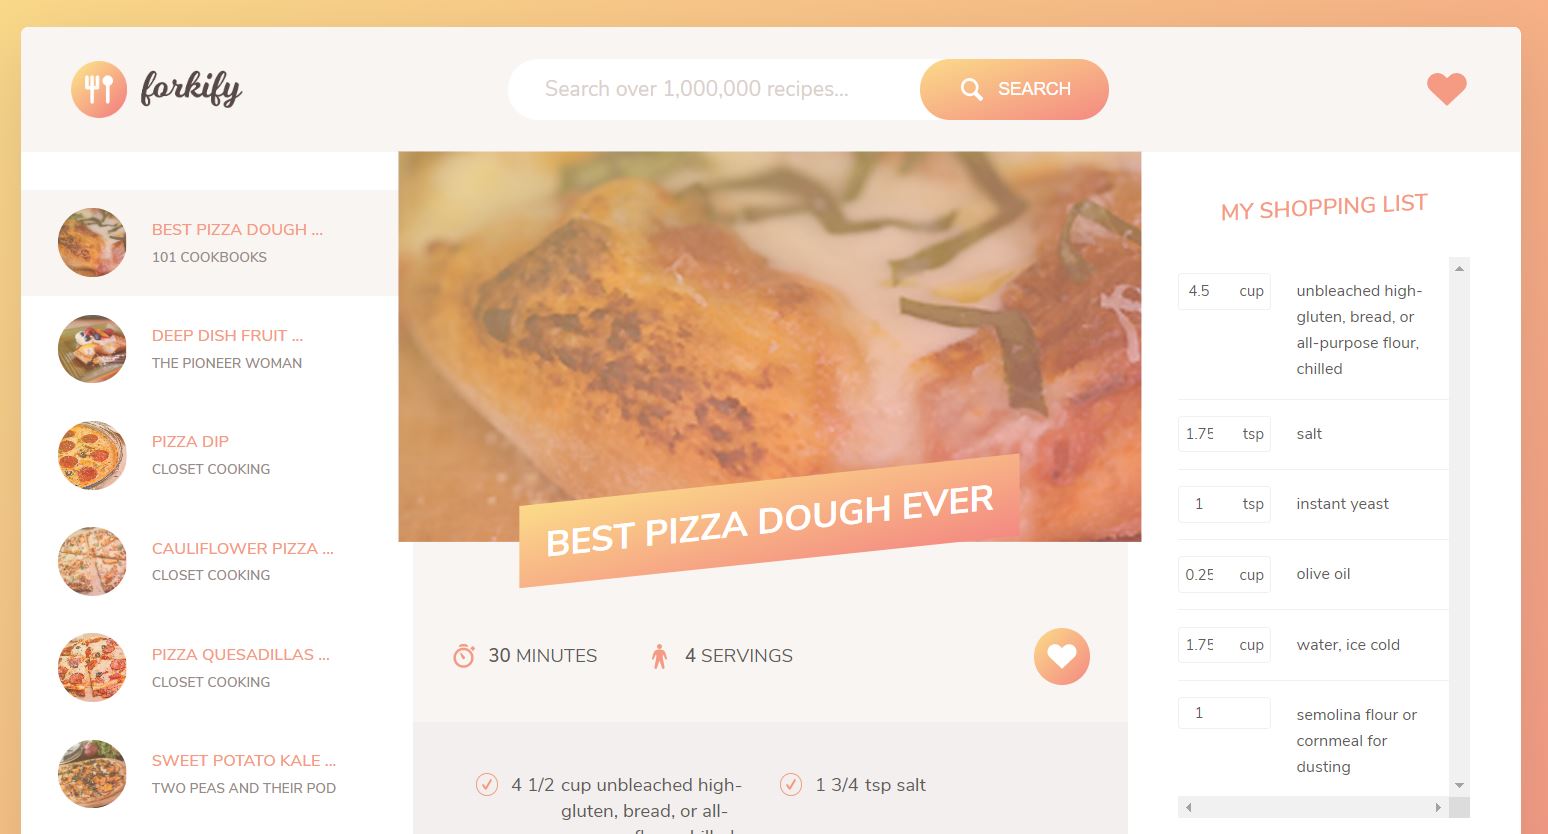 forkify
Search over 1,000,000 recipes...
SEARCH
BEST PIZZA DOUGH ...
101 COOKBOOKS
DEEP DISH FRUIT ...
THE PIONEER WOMAN
PIZZA DIP
CLOSET COOKING
CAULIFLOWER PIZZA ...
CLOSET COOKING
PIZZA QUESADILLAS ...
CLOSET COOKING
SWEET POTATO KALE ...
TWO PEAS AND THEIR POD
BEST PIZZA DOUGH EVER
30 MINUTES
4 SERVINGS
4 1/2 cup unbleached high-
gluten, bread, or all-
1 3/4 tsp salt
MY SHOPPING LIST
4.5 cup unbleached high-
gluten, bread, or
all-purpose flour,
chilled
1.75 tsp salt
1 tsp instant yeast
0.25 cup olive oil
1.75 cup water, ice cold
1 semolina flour or
cornmeal for
dusting